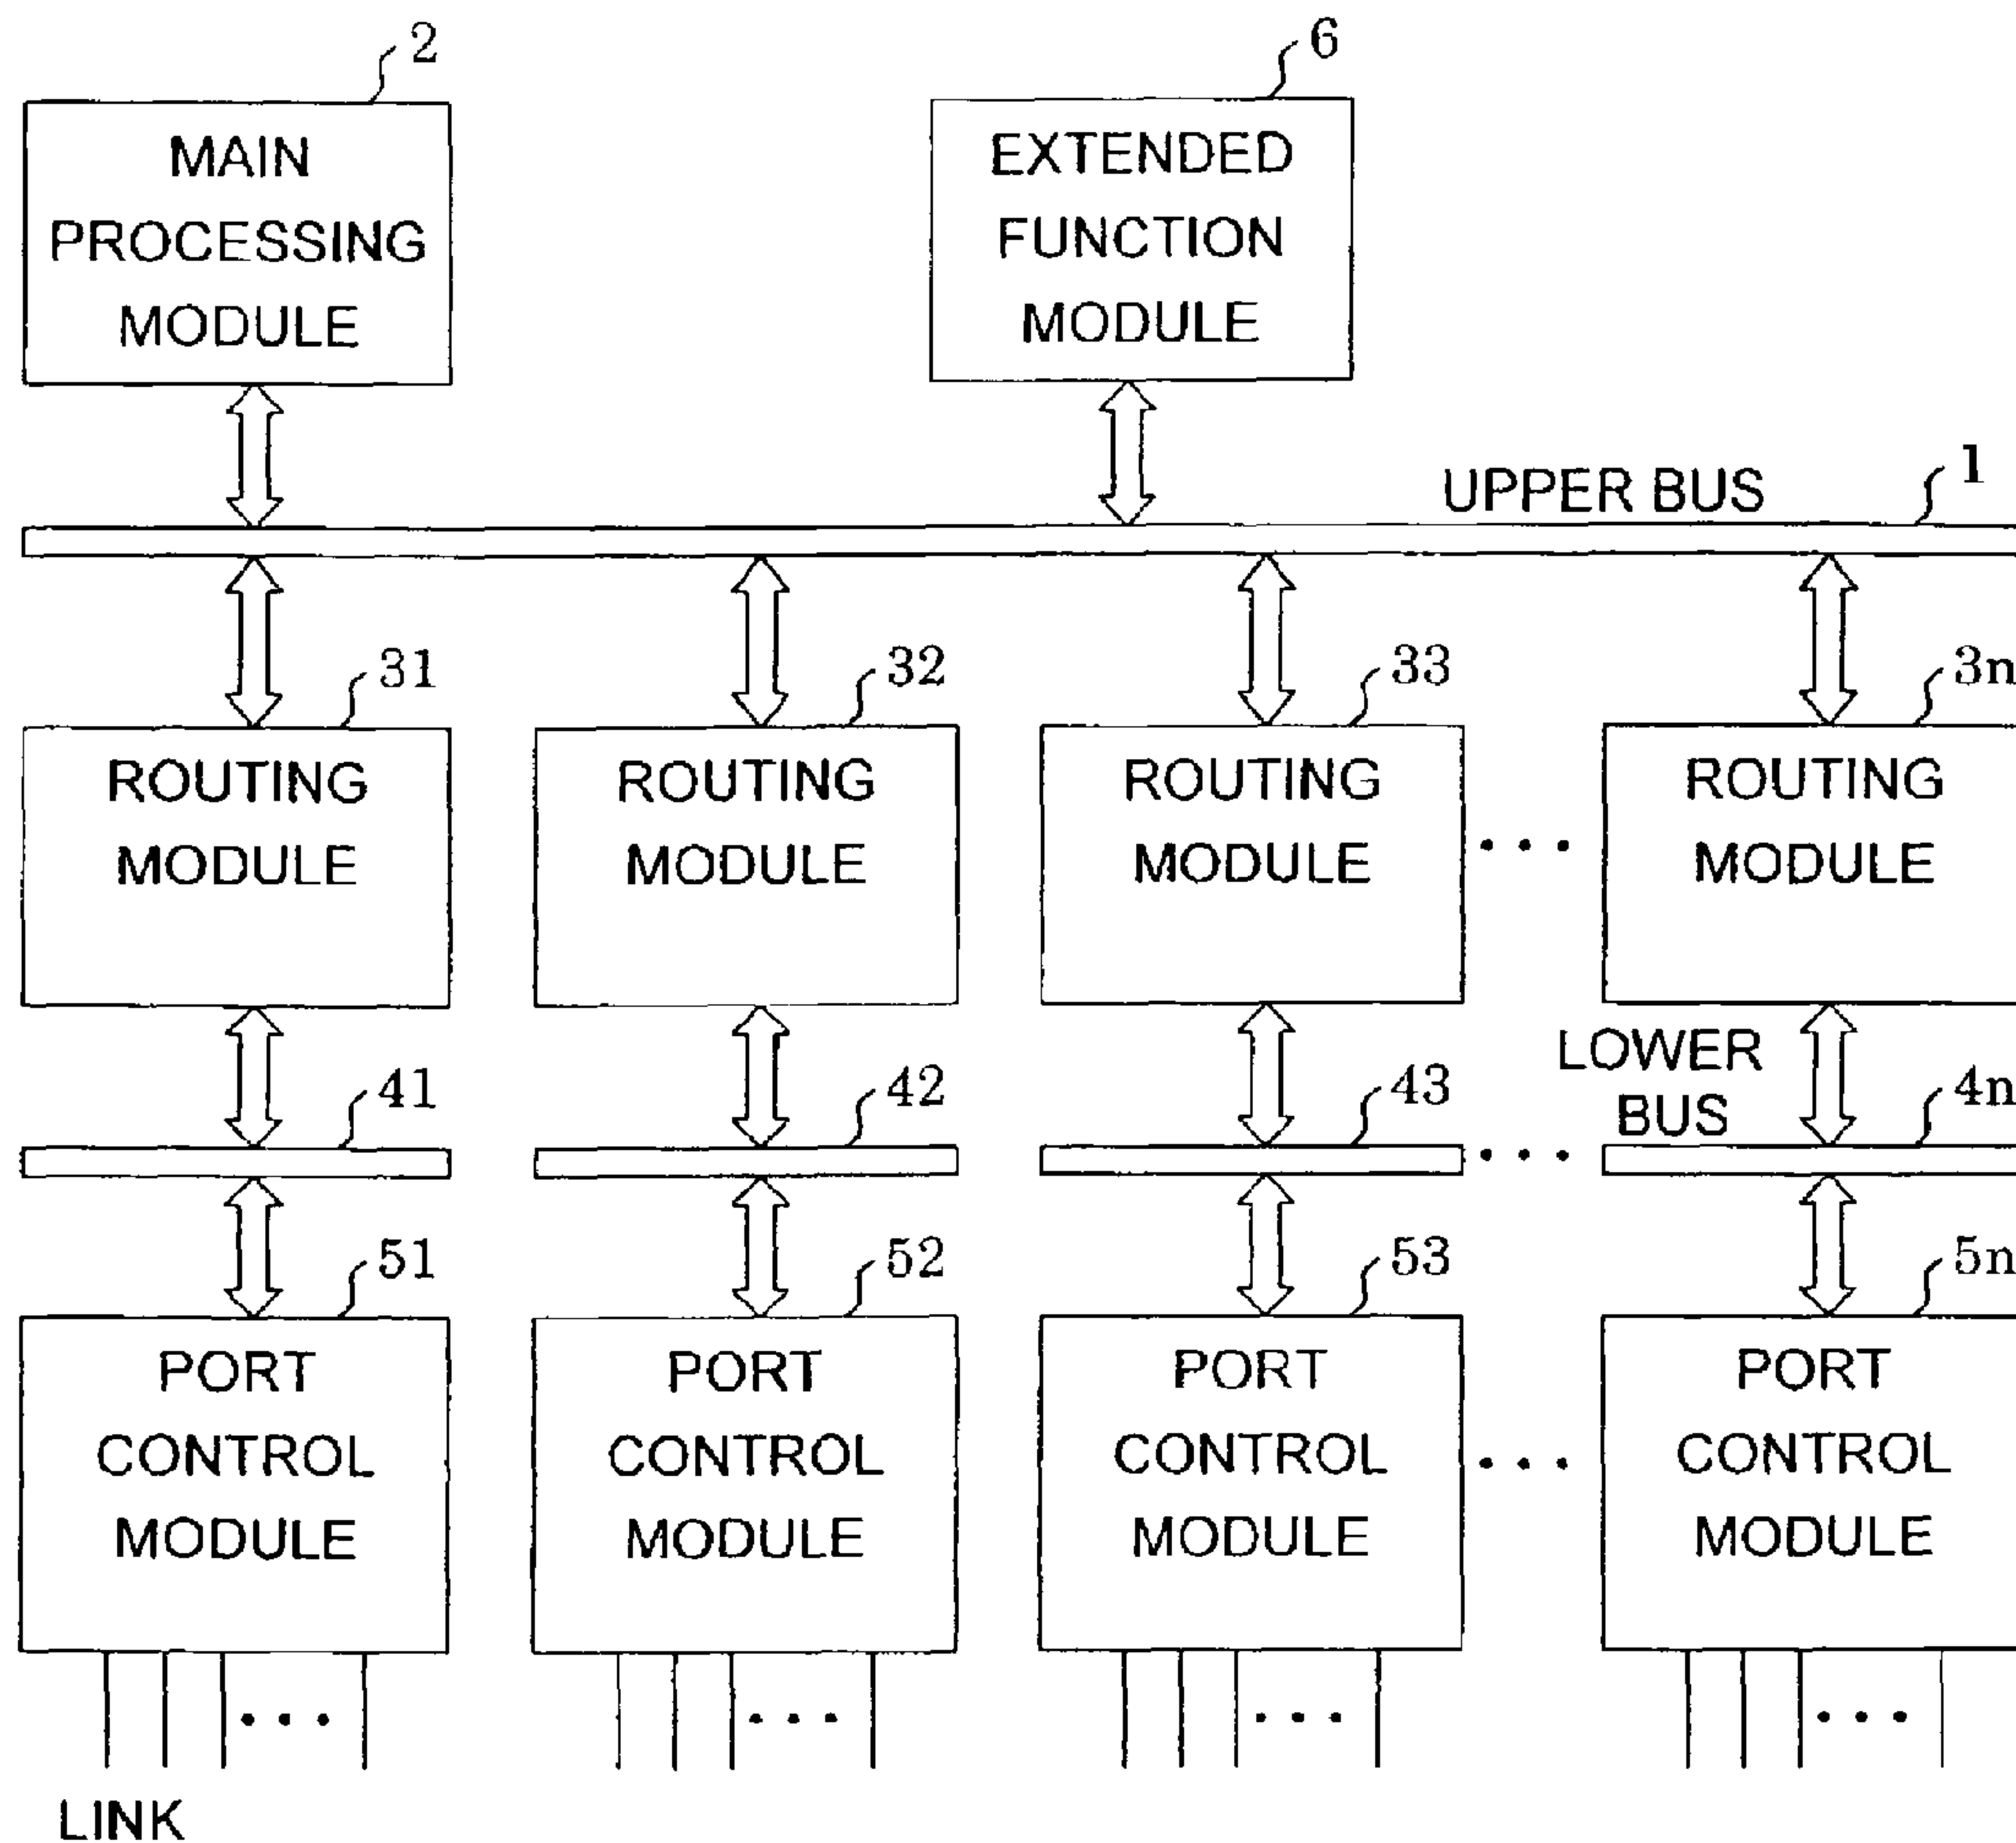 2
6
MAIN
PROCESSING
MODULE
EXTENDED
FUNCTION
MODULE
UPPER BUS
1
31
32
33
3n
ROUTING
MODULE
ROUTING
MODULE
ROUTING
MODULE
...
ROUTING
MODULE
LOWER
BUS
41
42
43
4n
...
51
52
53
5n
PORT
CONTROL
MODULE
PORT
CONTROL
MODULE
PORT
CONTROL
MODULE
...
PORT
CONTROL
MODULE
...
...
...
...
LINK